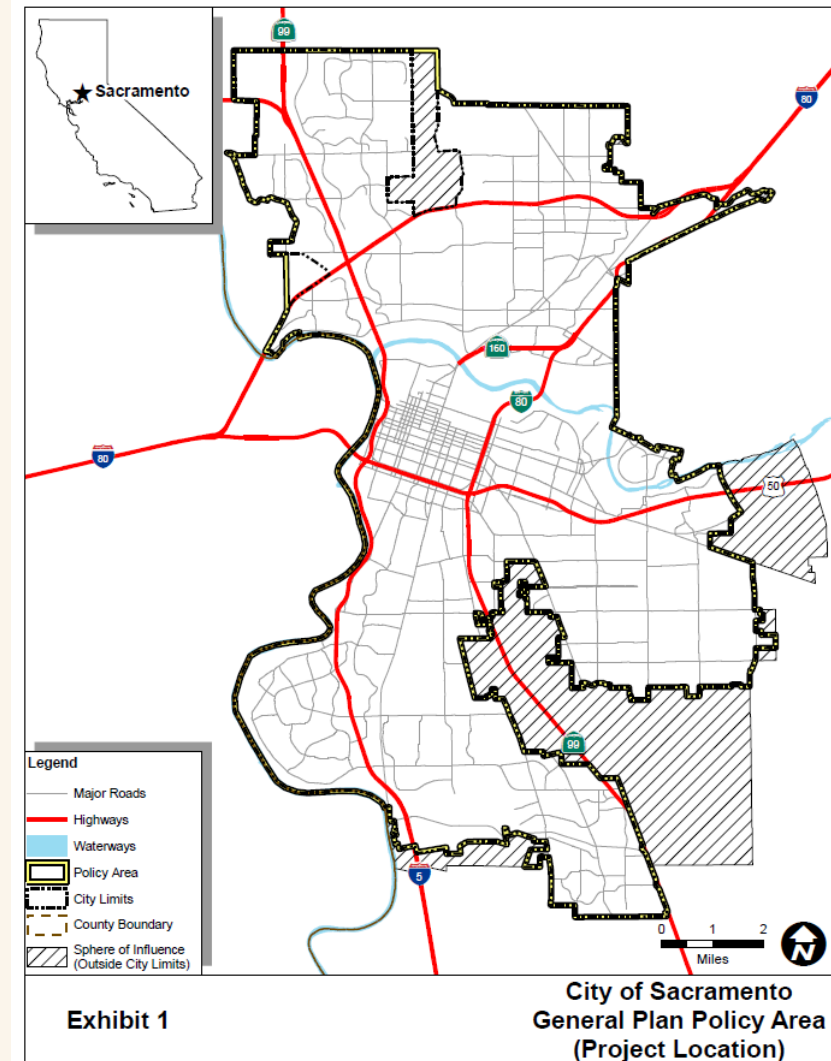 99
Sacramento
80
160
80
80
50
99
Legend
Major Roads
Highways
Waterways
Policy Area
City Limits
County Boundary
Sphere of Influence
(Outside City Limits)
5
0 1 2
Miles
N
Exhibit 1
City of Sacramento
General Plan Policy Area
(Project Location)